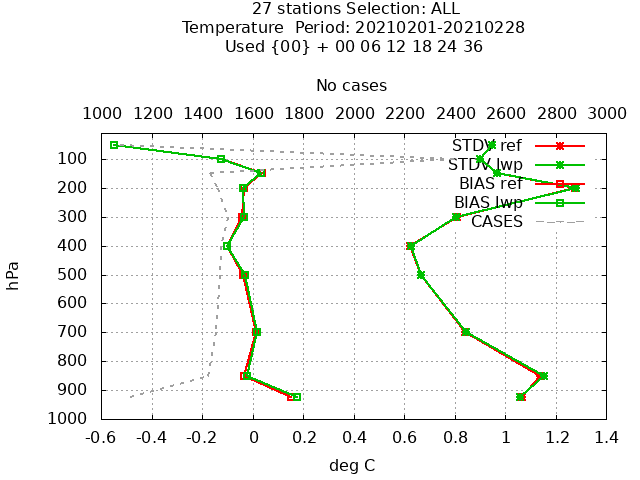 27 stations Selection: ALL
Temperature  Period: 20210201-20210228
Used {00} + 00 06 12 18 24 36
No cases
1000 1200 1400 1600 1800 2000 2200 2400 2600 2800 3000
STDV ref
STDV lwp
BIAS ref
BIAS lwp
CASES
100
200
300
400
500
600
700
800
900
1000
hPa
-0.6 -0.4 -0.2 0 0.2 0.4 0.6 0.8 1 1.2 1.4
deg C